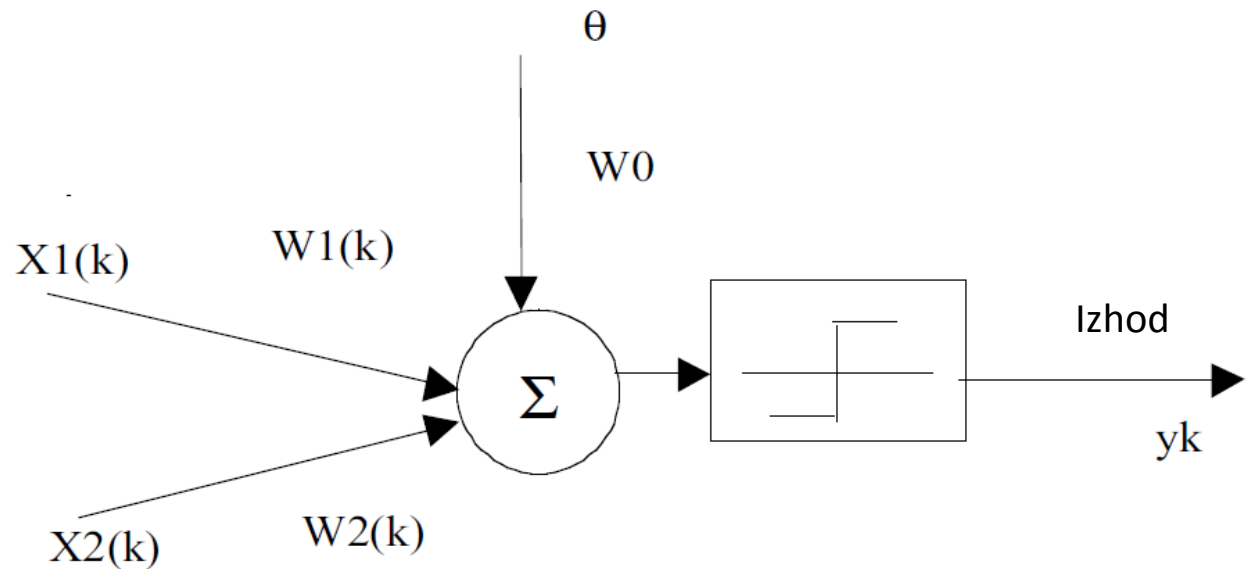 θ
W0
W1(k)
X1(k)
Σ
Izhod
yk
W2(k)
X2(k)